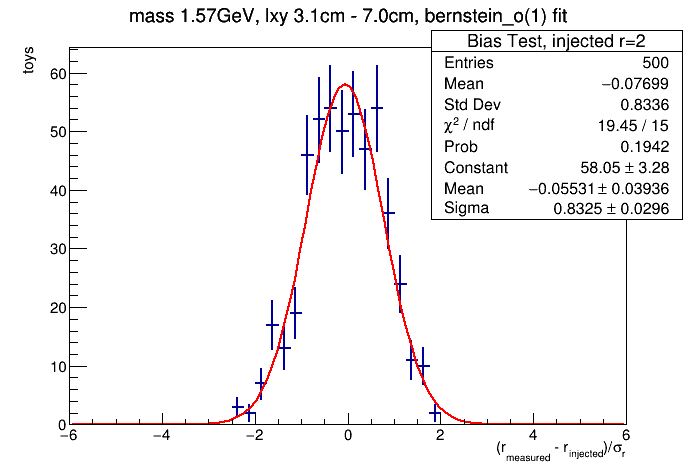 mass 1.57GeV, lxy 3.1cm - 7.0cm, bernstein_o(1) fit
toys
Bias Test, injected r=2
Entries 500
Mean −0.07699
Std Dev 0.8336
χ² / ndf 19.45 / 15
Prob 0.1942
Constant 58.05 ± 3.28
Mean −0.05531 ± 0.03936
Sigma 0.8325 ± 0.0296
60
50
40
30
20
10
0
−6 −4 −2 0 2 4 6
(r_measured - r_injected)/σ_r